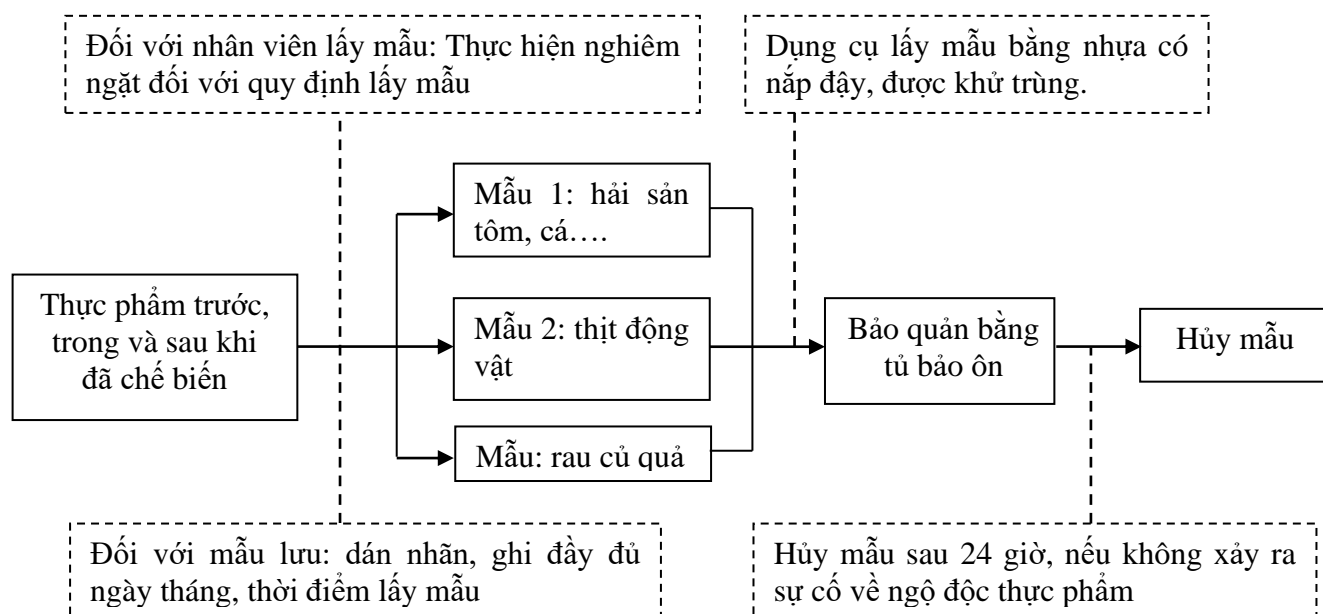 Đối với nhân viên lấy mẫu: Thực hiện nghiêm
ngặt đối với quy định lấy mẫu
Dụng cụ lấy mẫu bằng nhựa có
nắp đậy, được khử trùng.
Mẫu 1: hải sản
tôm, cá….
Thực phẩm trước,
trong và sau khi
đã chế biến
Mẫu 2: thịt động
vật
Bảo quản bằng
tủ bảo ôn
Hủy mẫu
Mẫu: rau củ quả
Đối với mẫu lưu: dán nhãn, ghi đầy đủ
ngày tháng, thời điểm lấy mẫu
Hủy mẫu sau 24 giờ, nếu không xảy ra
sự cố về ngộ độc thực phẩm